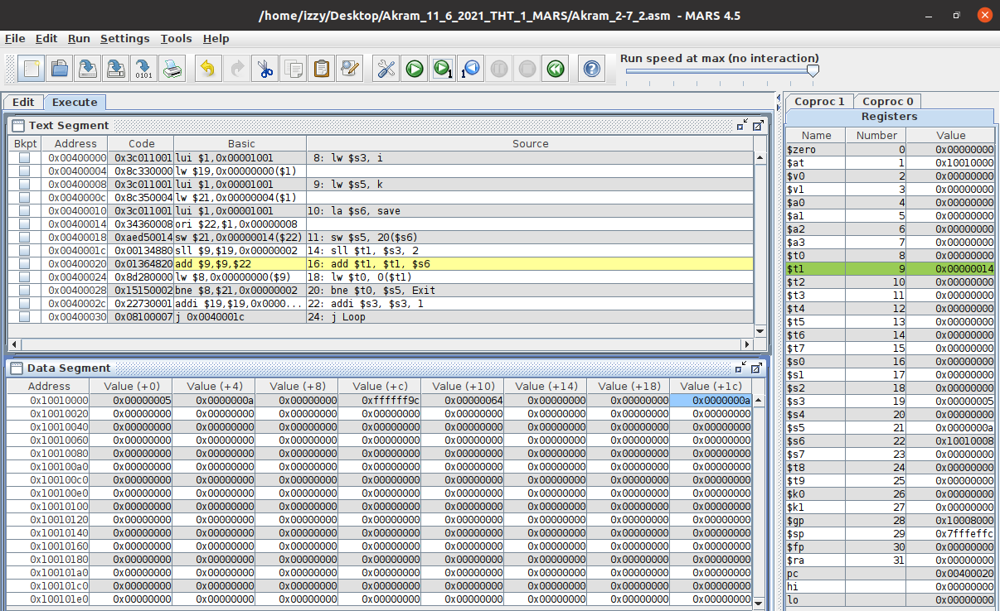 /home/izzy/Desktop/Akram_11_6_2021_THT_1_MARS/Akram_2-7_2.asm - MARS 4.5
File Edit Run Settings Tools Help
Run speed at max (no interaction)
0101 1 1
Edit Execute
Text Segment
Bkpt Address Code Basic Source
0x00400000 0x3c011001 lui $1,0x00001001 8: lw $s3, i
0x00400004 0x8c330000 lw $19,0x00000000($1)
0x00400008 0x3c011001 lui $1,0x00001001 9: lw $s5, k
0x0040000c 0x8c350004 lw $21,0x00000004($1)
0x00400010 0x3c011001 lui $1,0x00001001 10: la $s6, save
0x00400014 0x34360008 ori $22,$1,0x00000008
0x00400018 0xaed50014 sw $21,0x00000014($22) 11: sw $s5, 20($s6)
0x0040001c 0x00134880 sll $9,$19,0x00000002 14: sll $t1, $s3, 2
0x00400020 0x01364820 add $9,$9,$22 16: add $t1, $t1, $s6
0x00400024 0x8d280000 lw $8,0x00000000($9) 18: lw $t0, 0($t1)
0x00400028 0x15150002 bne $8,$21,0x00000002 20: bne $t0, $s5, Exit
0x0040002c 0x22730001 addi $19,$19,0x0000... 22: addi $s3, $s3, 1
0x00400030 0x08100007 j 0x0040001c 24: j Loop
Data Segment
Address Value (+0) Value (+4) Value (+8) Value (+c) Value (+10) Value (+14) Value (+18) Value (+1c)
0x10010000 0x00000005 0x0000000a 0x00000000 0xffffff9c 0x00000064 0x00000000 0x00000000 0x0000000a
0x10010020 0x00000000 0x00000000 0x00000000 0x00000000 0x00000000 0x00000000 0x00000000 0x00000000
0x10010040 0x00000000 0x00000000 0x00000000 0x00000000 0x00000000 0x00000000 0x00000000 0x00000000
0x10010060 0x00000000 0x00000000 0x00000000 0x00000000 0x00000000 0x00000000 0x00000000 0x00000000
0x10010080 0x00000000 0x00000000 0x00000000 0x00000000 0x00000000 0x00000000 0x00000000 0x00000000
0x100100a0 0x00000000 0x00000000 0x00000000 0x00000000 0x00000000 0x00000000 0x00000000 0x00000000
0x100100c0 0x00000000 0x00000000 0x00000000 0x00000000 0x00000000 0x00000000 0x00000000 0x00000000
0x100100e0 0x00000000 0x00000000 0x00000000 0x00000000 0x00000000 0x00000000 0x00000000 0x00000000
0x10010100 0x00000000 0x00000000 0x00000000 0x00000000 0x00000000 0x00000000 0x00000000 0x00000000
0x10010120 0x00000000 0x00000000 0x00000000 0x00000000 0x00000000 0x00000000 0x00000000 0x00000000
0x10010140 0x00000000 0x00000000 0x00000000 0x00000000 0x00000000 0x00000000 0x00000000 0x00000000
0x10010160 0x00000000 0x00000000 0x00000000 0x00000000 0x00000000 0x00000000 0x00000000 0x00000000
0x10010180 0x00000000 0x00000000 0x00000000 0x00000000 0x00000000 0x00000000 0x00000000 0x00000000
0x100101a0 0x00000000 0x00000000 0x00000000 0x00000000 0x00000000 0x00000000 0x00000000 0x00000000
0x100101c0 0x00000000 0x00000000 0x00000000 0x00000000 0x00000000 0x00000000 0x00000000 0x00000000
0x100101e0 0x00000000 0x00000000 0x00000000 0x00000000 0x00000000 0x00000000 0x00000000 0x00000000
Coproc 1 Coproc 0
Registers
Name Number Value
$zero 0 0x00000000
$at 1 0x10010000
$v0 2 0x00000000
$v1 3 0x00000000
$a0 4 0x00000000
$a1 5 0x00000000
$a2 6 0x00000000
$a3 7 0x00000000
$t0 8 0x00000000
$t1 9 0x00000014
$t2 10 0x00000000
$t3 11 0x00000000
$t4 12 0x00000000
$t5 13 0x00000000
$t6 14 0x00000000
$t7 15 0x00000000
$s0 16 0x00000000
$s1 17 0x00000000
$s2 18 0x00000000
$s3 19 0x00000005
$s4 20 0x00000000
$s5 21 0x0000000a
$s6 22 0x10010008
$s7 23 0x00000000
$t8 24 0x00000000
$t9 25 0x00000000
$k0 26 0x00000000
$k1 27 0x00000000
$gp 28 0x10008000
$sp 29 0x7fffeffc
$fp 30 0x00000000
$ra 31 0x00000000
pc 0x00400020
hi 0x00000000
lo 0x00000000